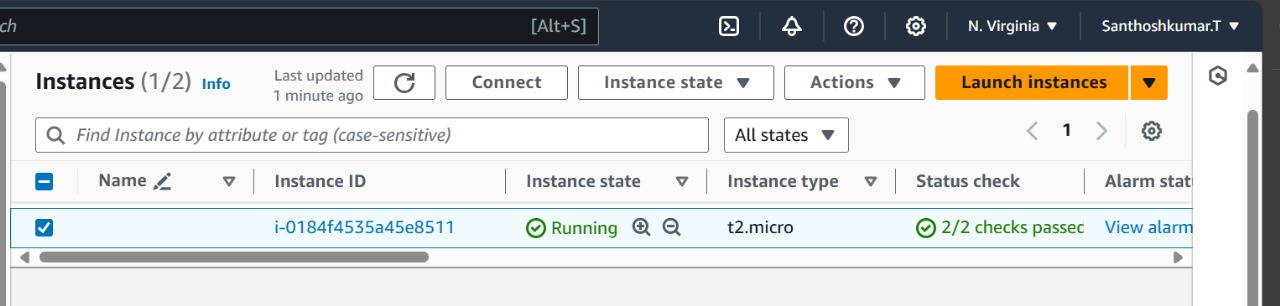 ch [Alt+S] N. Virginia Santhoshkumar.T
Instances (1/2) Info Last updated 1 minute ago Connect Instance state Actions Launch instances
Find Instance by attribute or tag (case-sensitive) All states 1
Name Instance ID Instance state Instance type Status check Alarm stat
i-0184f4535a45e8511 Running t2.micro 2/2 checks passed View alarm